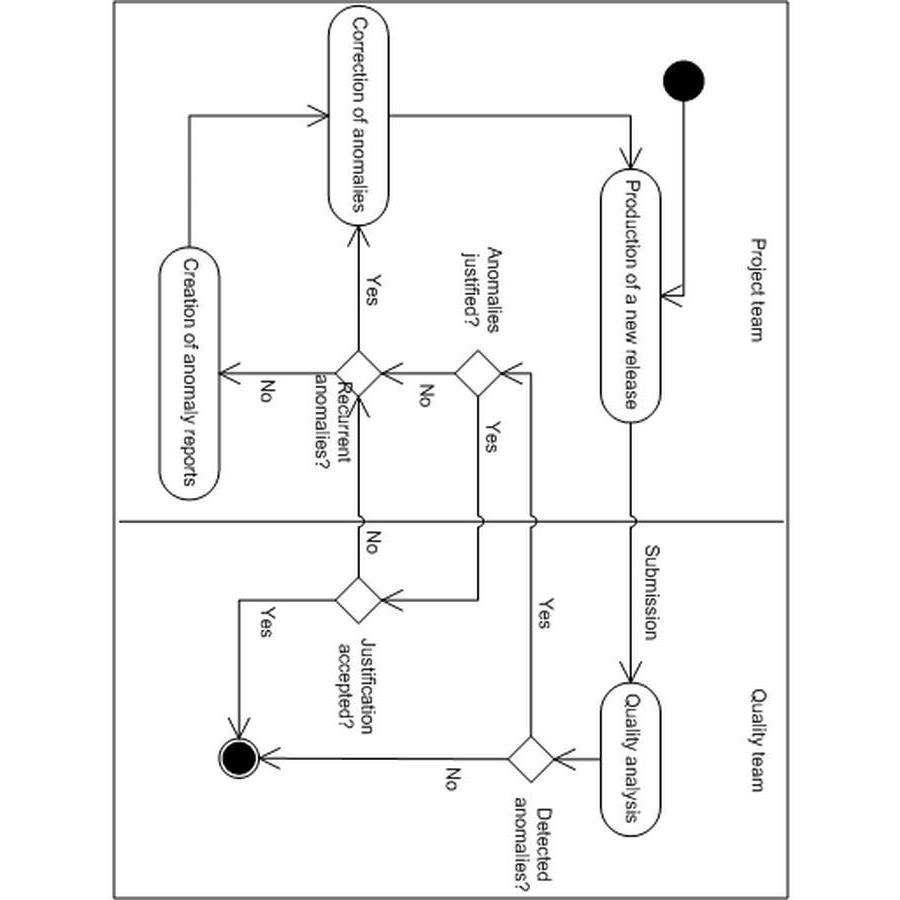 Project team
Quality team
Production of a new release
Submission
Quality analysis
Detected
anomalies?
Yes
No
Anomalies
justified?
Yes
No
Justification
accepted?
No
Yes
Recurrent
anomalies?
Yes
No
Correction of anomalies
Creation of anomaly reports